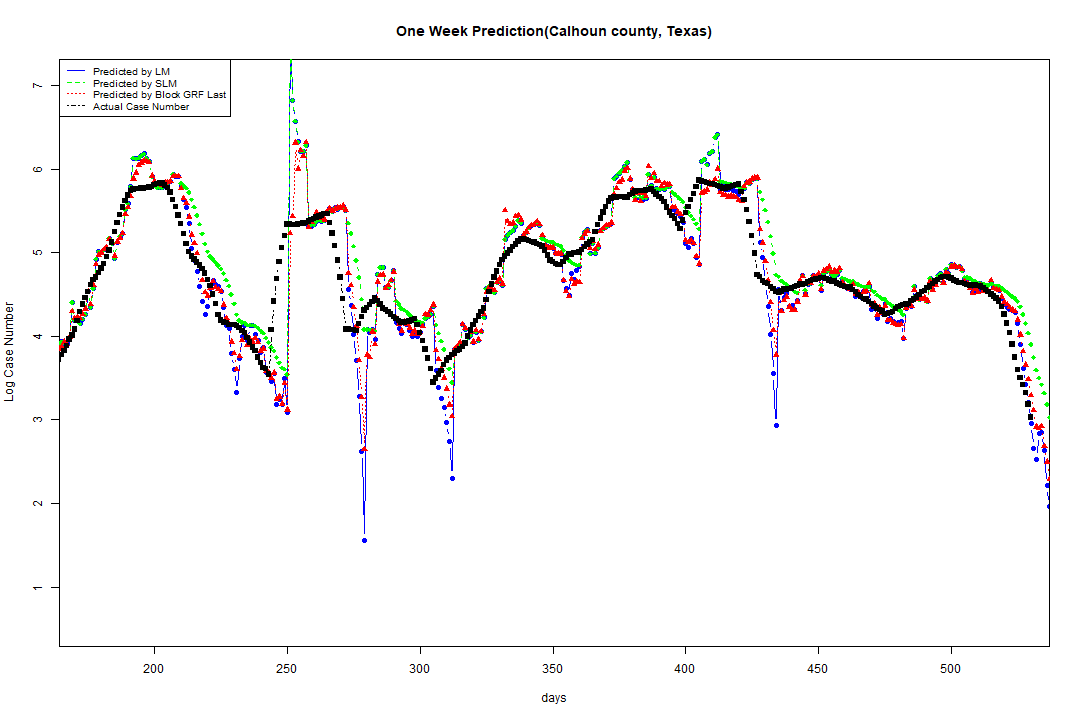 One Week Prediction(Calhoun county, Texas)
Predicted by LM
Predicted by SLM
Predicted by Block GRF Last
Actual Case Number
Log Case Number
7
6
5
4
3
2
1
200 250 300 350 400 450 500
days